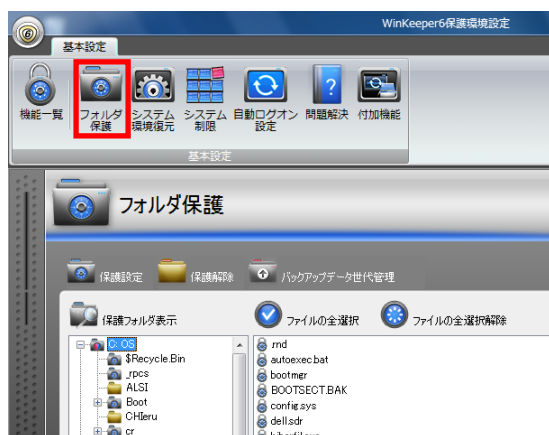 WinKeeper6保護環境設定
基本設定
機能一覧
フォルダ保護
システム環境復元
システム制限
自動ログオン設定
問題解決
付加機能
基本設定
フォルダ保護
保護設定
保護解除
バックアップデータ世代管理
保護フォルダ表示
ファイルの全選択
ファイルの全選択解除
C: OS
$Recycle.Bin
_rpcs
ALSI
Boot
CHIeru
cr
rnd
autoexec.bat
bootmgr
BOOTSECT.BAK
config.sys
dell.sdr